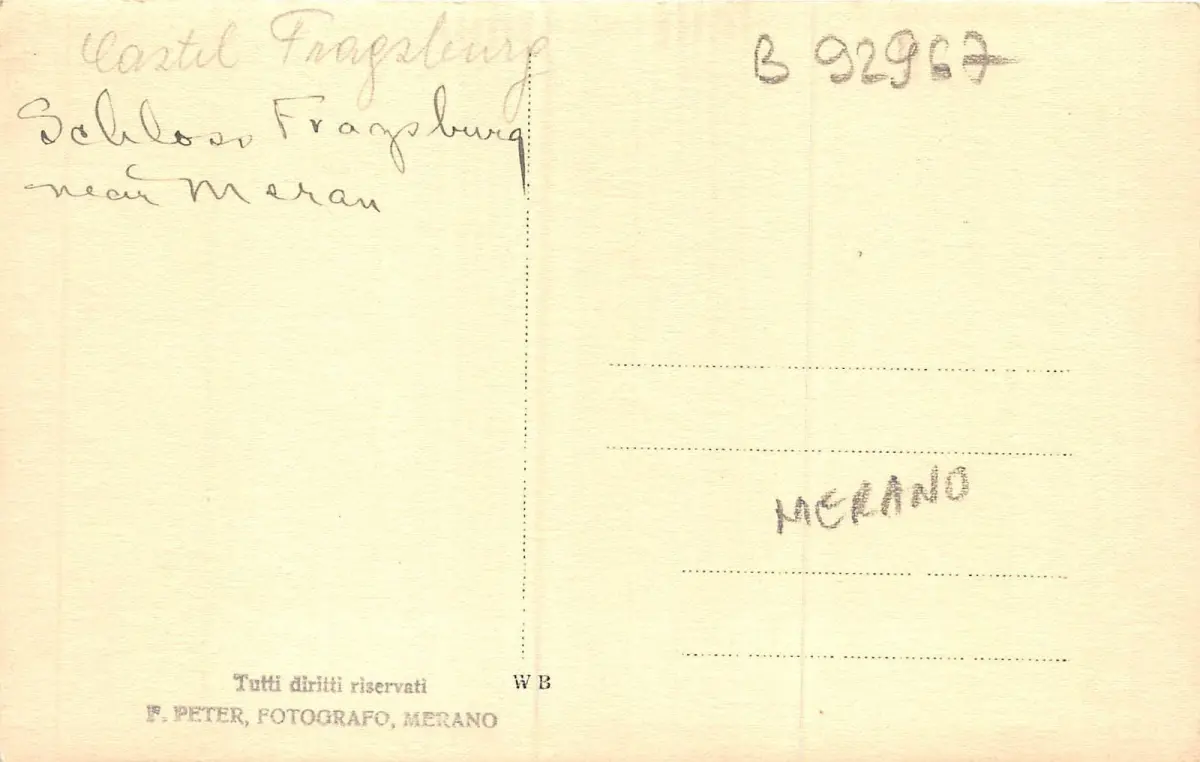 Castel Fragsburg
Schloss Fragsburg
near Meran
B 92967
MERANO
Tutti diritti riservati
F. PETER, FOTOGRAFO, MERANO
W B